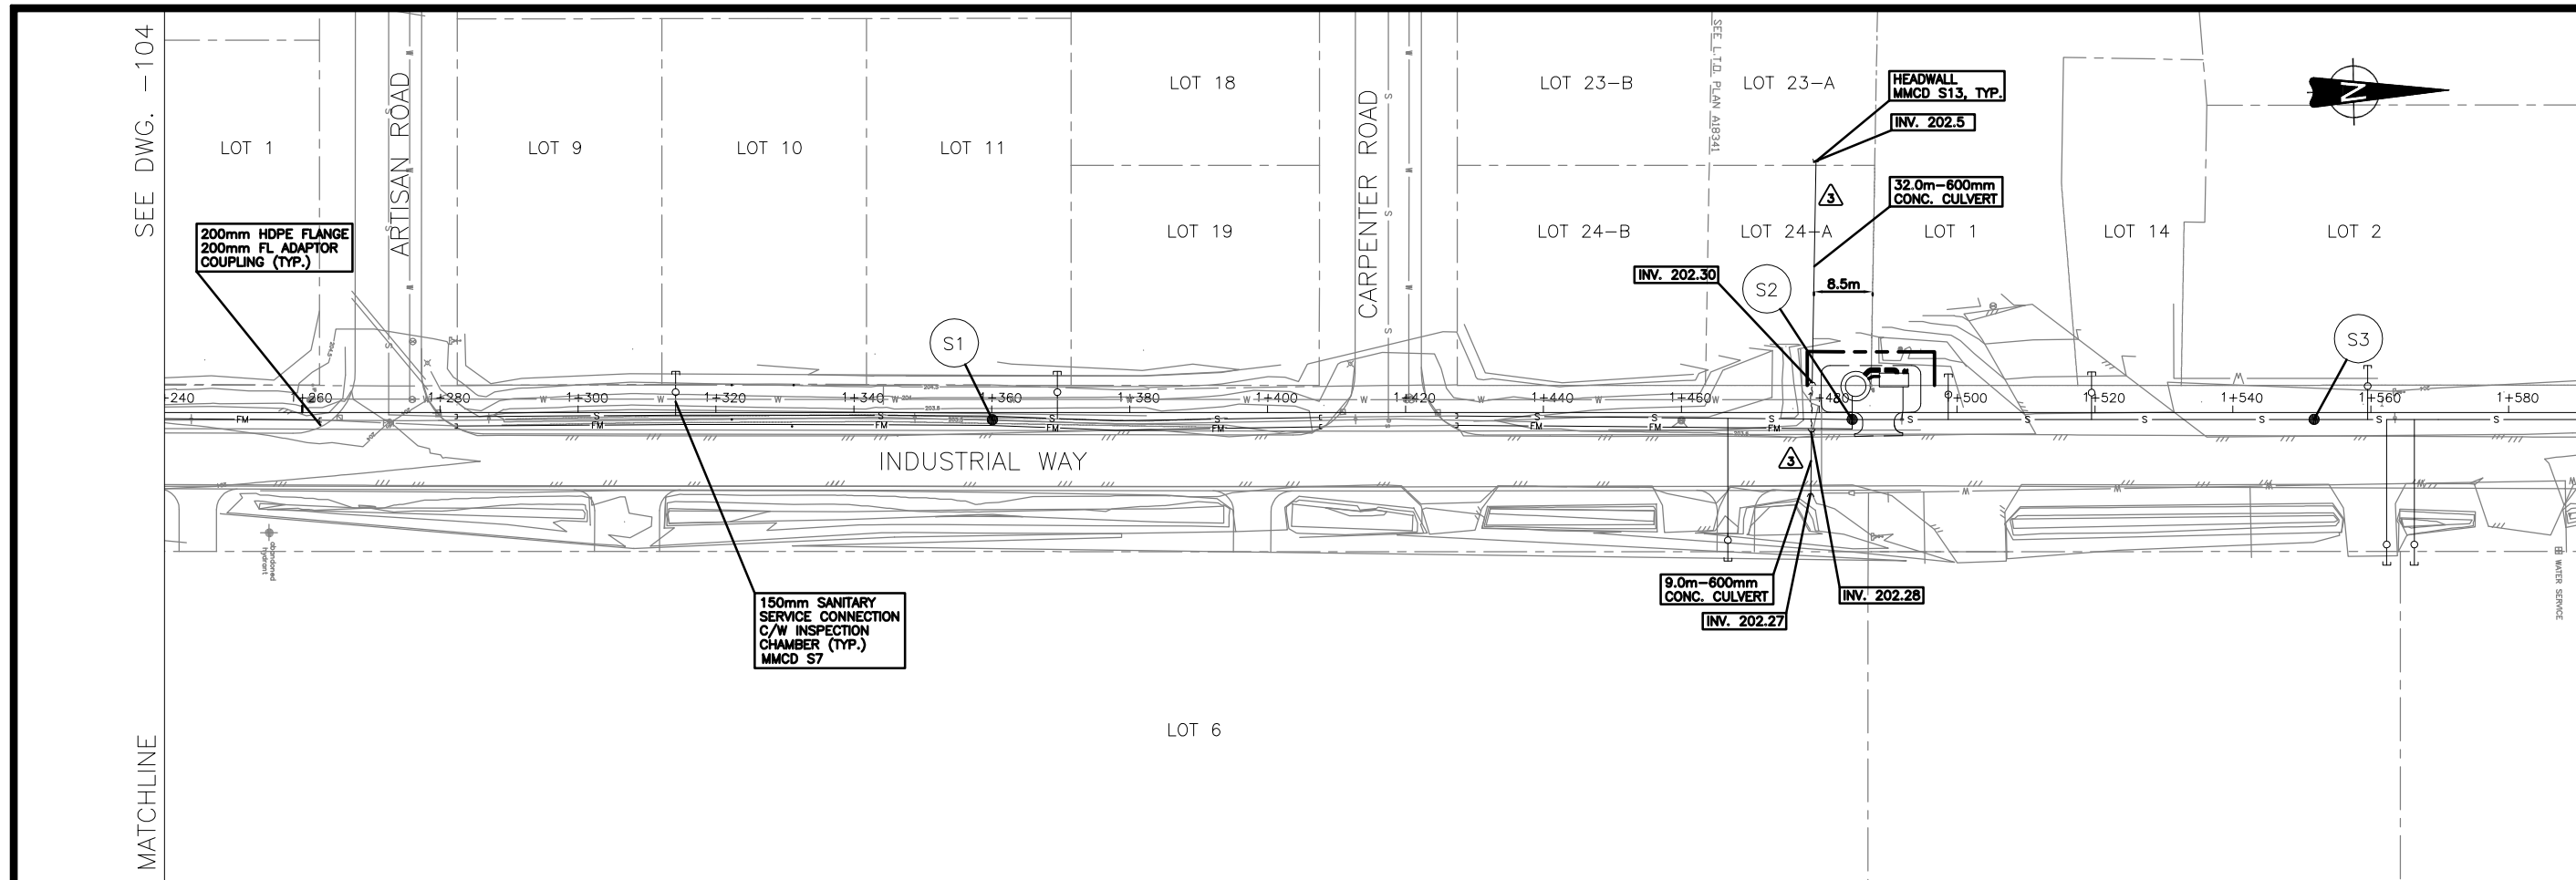 SEE DWG. -104
MATCHLINE
LOT 1
ARTISAN ROAD
LOT 9
LOT 10
LOT 11
LOT 18
LOT 19
CARPENTER ROAD
LOT 23-B
LOT 24-B
SEE L.T.O. PLAN A18341
LOT 23-A
LOT 24-A
HEADWALL
MMCD S13, TYP.
INV. 202.5
3
32.0m-600mm
CONC. CULVERT
LOT 1
LOT 14
LOT 2
N
200mm HDPE FLANGE
200mm FL ADAPTOR
COUPLING (TYP.)
INV. 202.30
S2
8.5m
S1
S3
+240
1+260
1+280
1+300
1+320
1+340
1+360
1+380
1+400
1+420
1+440
1+460
1+480
1+500
1+520
1+540
1+560
1+580
INDUSTRIAL WAY
3
abandoned
hydrant
150mm SANITARY
SERVICE CONNECTION
C/W INSPECTION
CHAMBER (TYP.)
MMCD S7
9.0m-600mm
CONC. CULVERT
INV. 202.27
INV. 202.28
WATER SERVICE
LOT 6